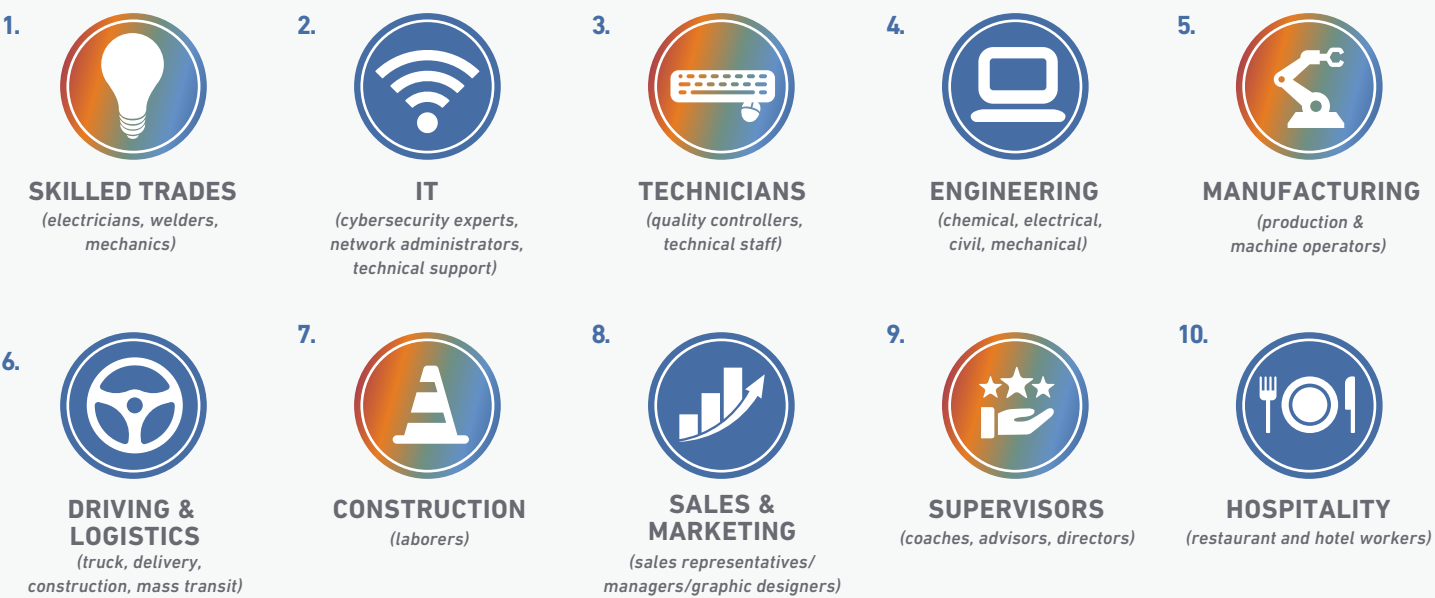 1.
SKILLED TRADES
(electricians, welders,
mechanics)
2.
IT
(cybersecurity experts,
network administrators,
technical support)
3.
TECHNICIANS
(quality controllers,
technical staff)
4.
ENGINEERING
(chemical, electrical,
civil, mechanical)
5.
MANUFACTURING
(production &
machine operators)
6.
DRIVING &
LOGISTICS
(truck, delivery,
construction, mass transit)
7.
CONSTRUCTION
(laborers)
8.
SALES &
MARKETING
(sales representatives/
managers/graphic designers)
9.
SUPERVISORS
(coaches, advisors, directors)
10.
HOSPITALITY
(restaurant and hotel workers)